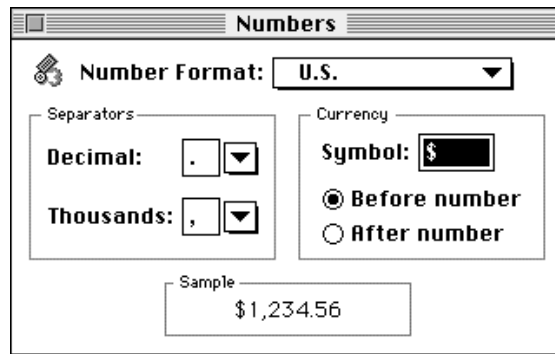 Numbers
Number Format: U.S.
Separators
Decimal: .
Thousands: ,
Currency
Symbol: $
Before number
After number
Sample
$1,234.56